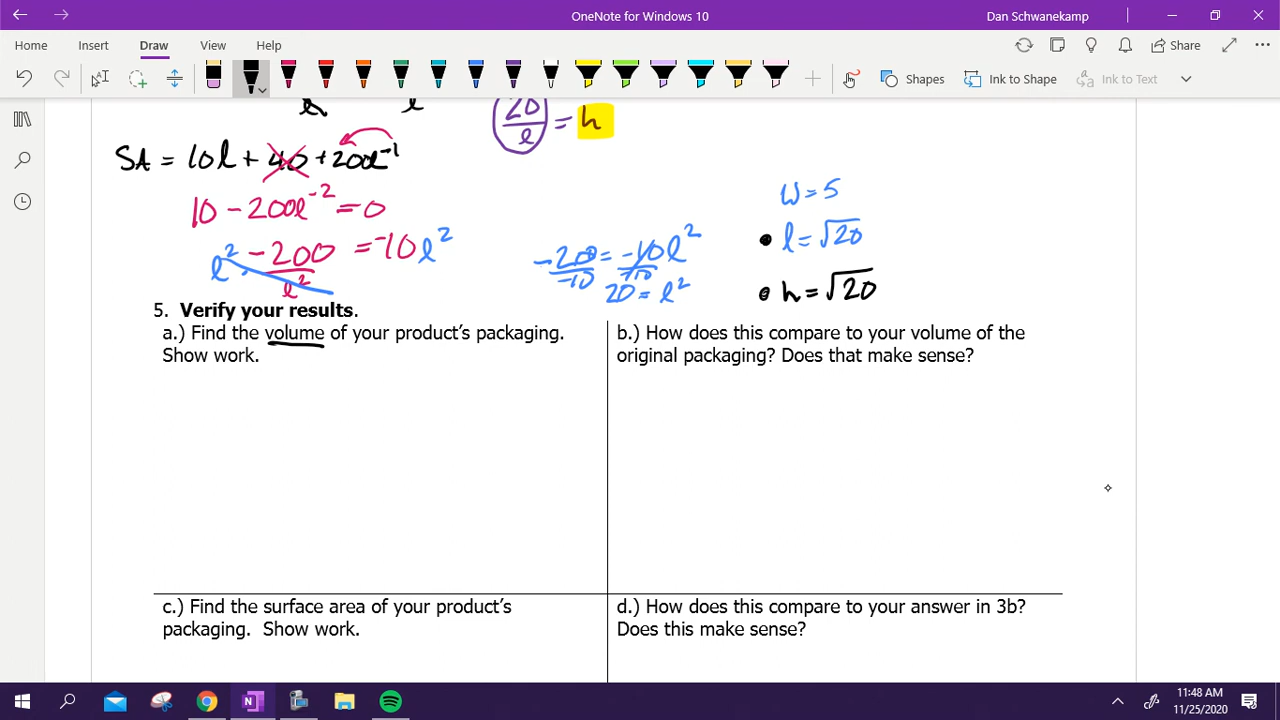 OneNote for Windows 10
Dan Schwanekamp
Home Insert Draw View Help
Share
Shapes
Ink to Shape
Ink to Text
20/l = h
SA = 10l + 40 + 200l⁻¹
10 - 200l⁻² = 0
l² · -200/l² = -10l²
-200/-10 = -10l²/-10
20 = l²
W = 5
• l = √20
• h = √20
5. Verify your results.
a.) Find the volume of your product's packaging.
Show work.
b.) How does this compare to your volume of the
original packaging? Does that make sense?
c.) Find the surface area of your product's
packaging. Show work.
d.) How does this compare to your answer in 3b?
Does this make sense?
11:48 AM
11/25/2020